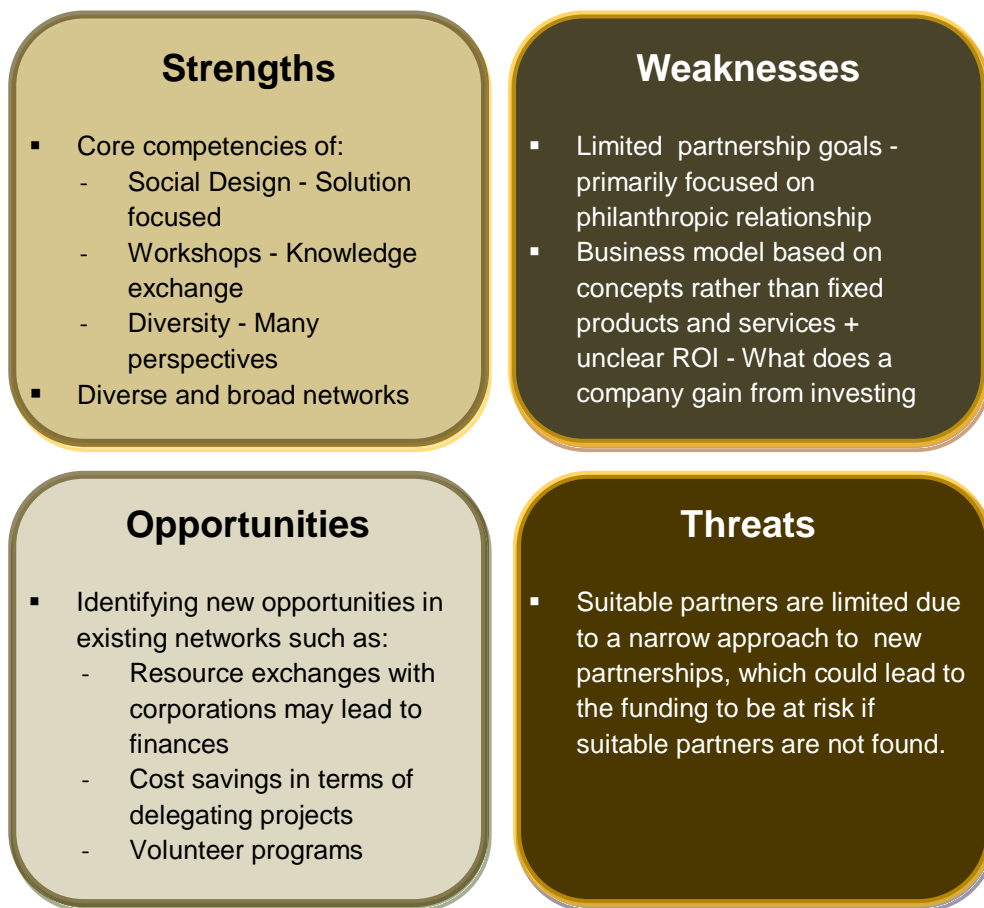 Strengths
▪ Core competencies of:
- Social Design - Solution
focused
- Workshops - Knowledge
exchange
- Diversity - Many
perspectives
▪ Diverse and broad networks
Weaknesses
▪ Limited partnership goals -
primarily focused on
philanthropic relationship
▪ Business model based on
concepts rather than fixed
products and services +
unclear ROI - What does a
company gain from investing
Opportunities
▪ Identifying new opportunities in
existing networks such as:
- Resource exchanges with
corporations may lead to
finances
- Cost savings in terms of
delegating projects
- Volunteer programs
Threats
▪ Suitable partners are limited due
to a narrow approach to new
partnerships, which could lead to
the funding to be at risk if
suitable partners are not found.